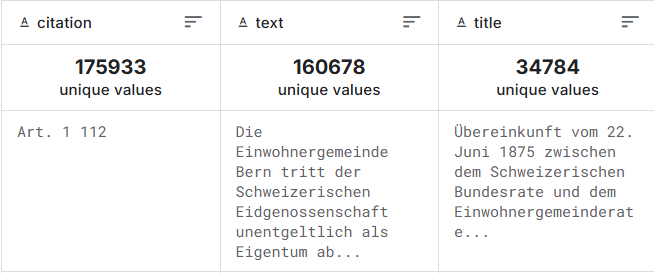 citation
text
title
175933
unique values
160678
unique values
34784
unique values
Art. 1 112
Die
Einwohnergemeinde
Bern tritt der
Schweizerischen
Eidgenossenschaft
unentgeltlich als
Eigentum ab...
Übereinkunft vom 22.
Juni 1875 zwischen
dem Schweizerischen
Bundesrate und dem
Einwohnergemeinderat
e...